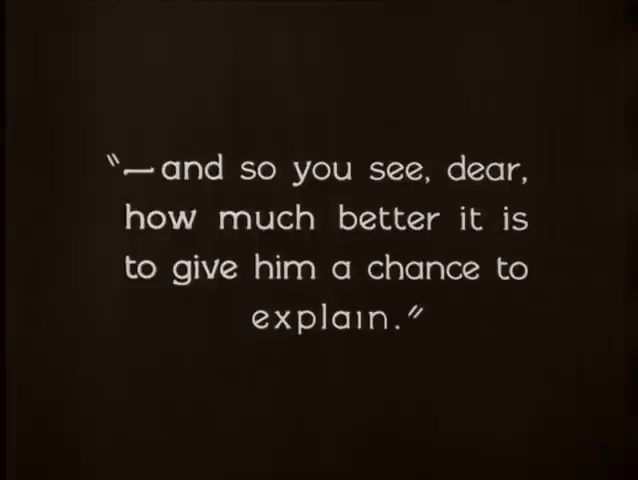 "—and so you see, dear,
how much better it is
to give him a chance to
explain."